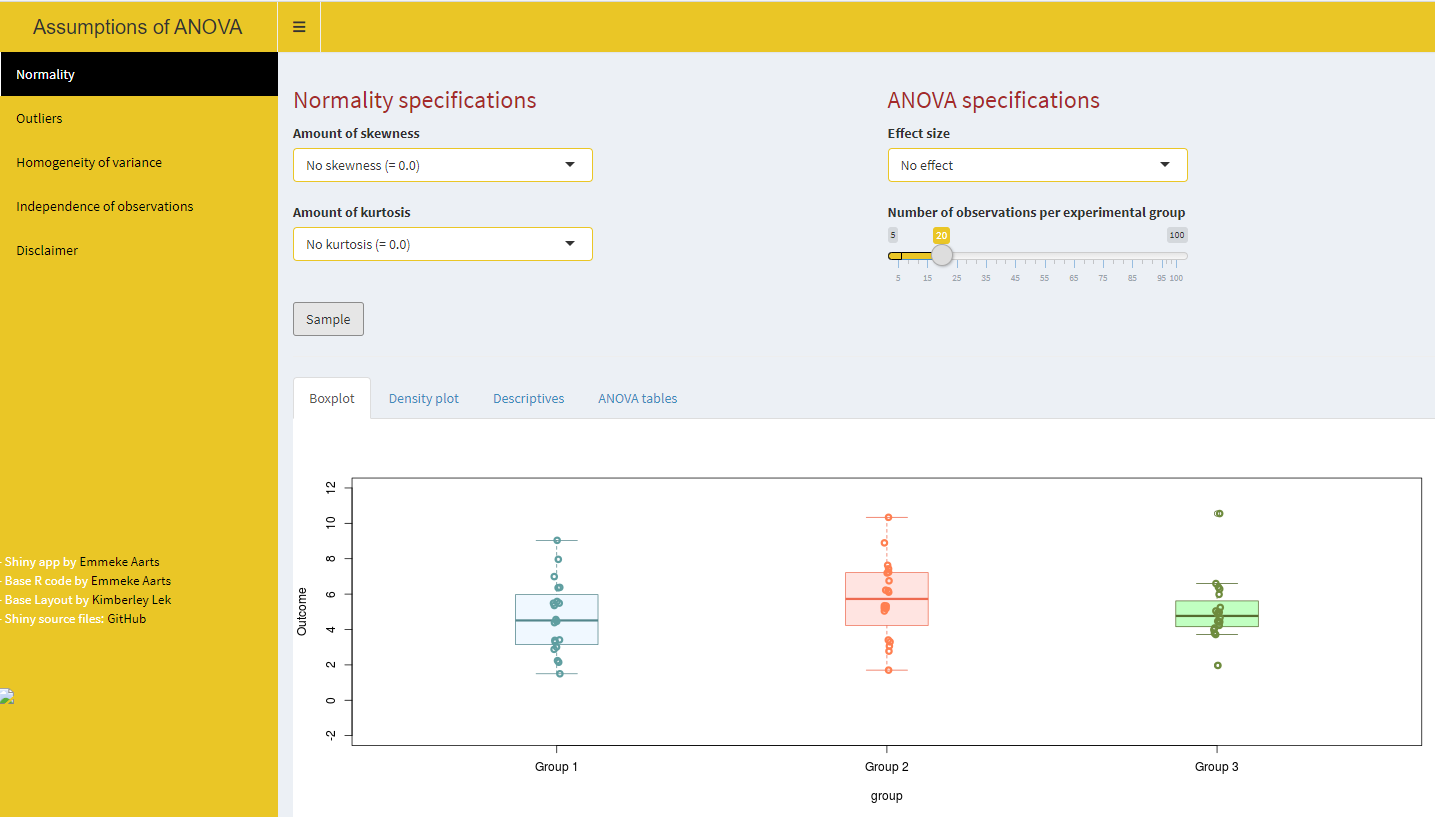 Assumptions of ANOVA
Normality
Outliers
Homogeneity of variance
Independence of observations
Disclaimer
- Shiny app by Emmeke Aarts
- Base R code by Emmeke Aarts
- Base Layout by Kimberley Lek
- Shiny source files: GitHub
Normality specifications
Amount of skewness
No skewness (= 0.0)
Amount of kurtosis
No kurtosis (= 0.0)
Sample
ANOVA specifications
Effect size
No effect
Number of observations per experimental group
5 20 100
5 15 25 35 45 55 65 75 85 95 100
Boxplot Density plot Descriptives ANOVA tables
Outcome
12
10
8
6
4
2
0
-2
Group 1 Group 2 Group 3
group